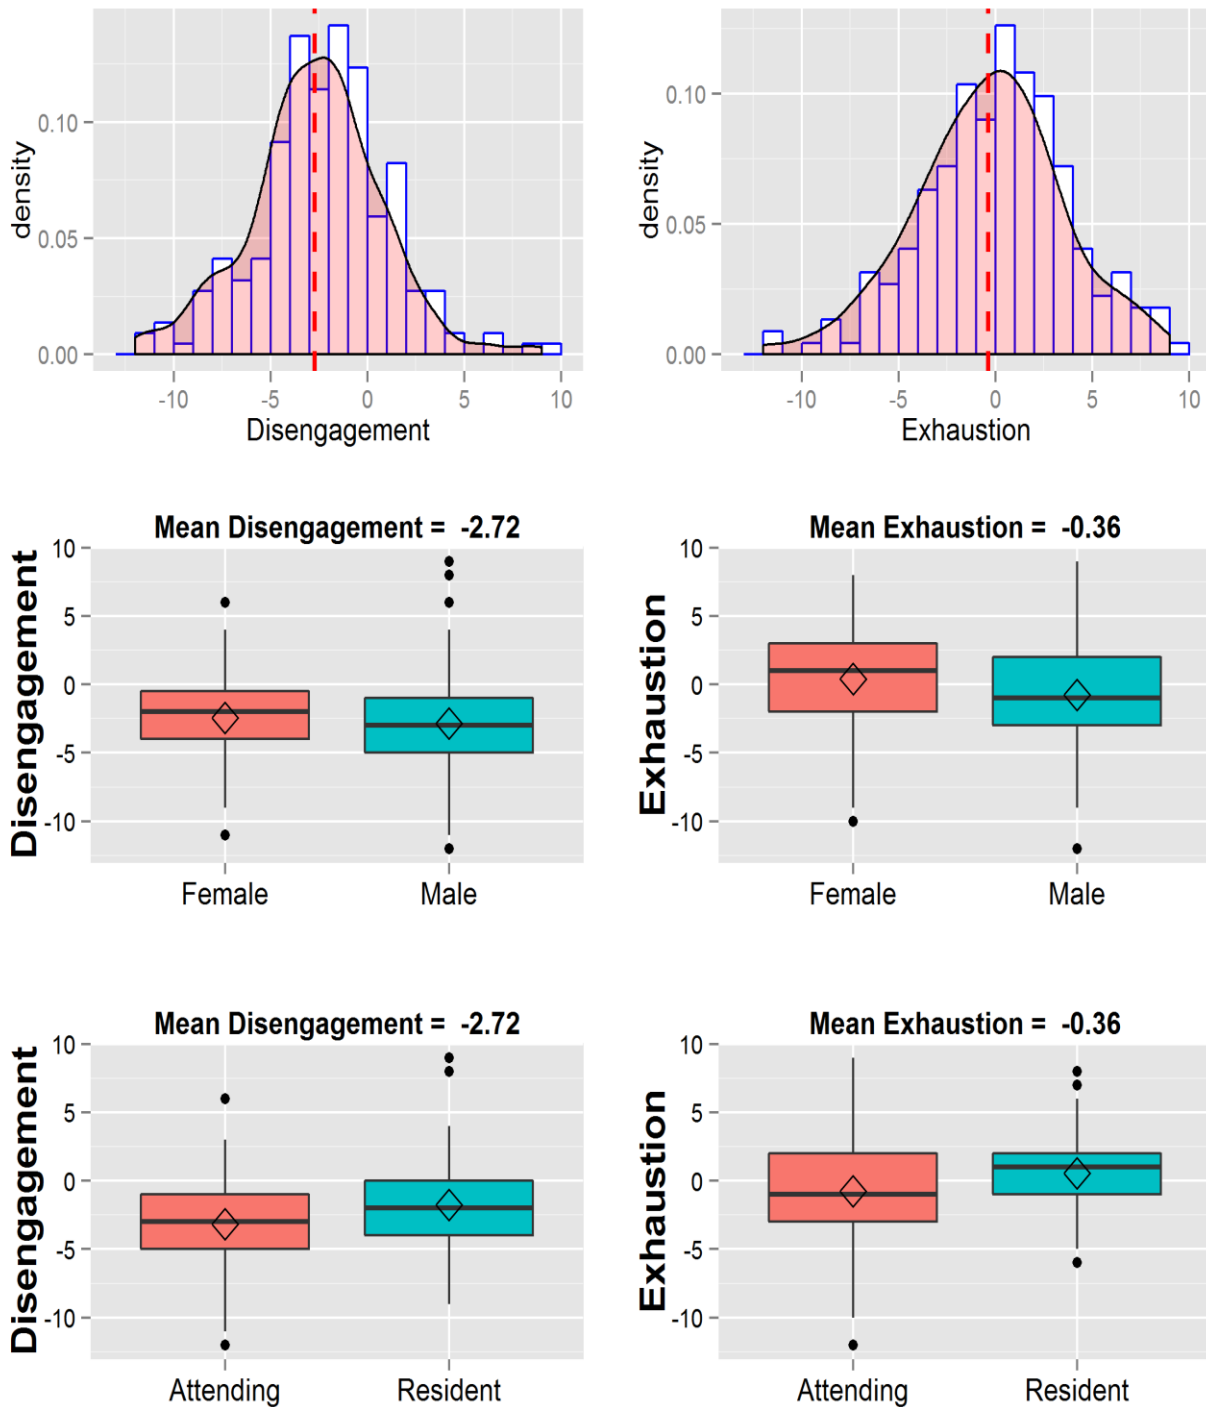 density
0.10
0.05
0.00
-10 -5 0 5 10
Disengagement
density
0.10
0.05
0.00
-10 -5 0 5 10
Exhaustion
Mean Disengagement = -2.72
Disengagement
10
5
0
-5
-10
Female Male
Mean Exhaustion = -0.36
Exhaustion
10
5
0
-5
-10
Female Male
Mean Disengagement = -2.72
Disengagement
10
5
0
-5
-10
Attending Resident
Mean Exhaustion = -0.36
Exhaustion
10
5
0
-5
-10
Attending Resident